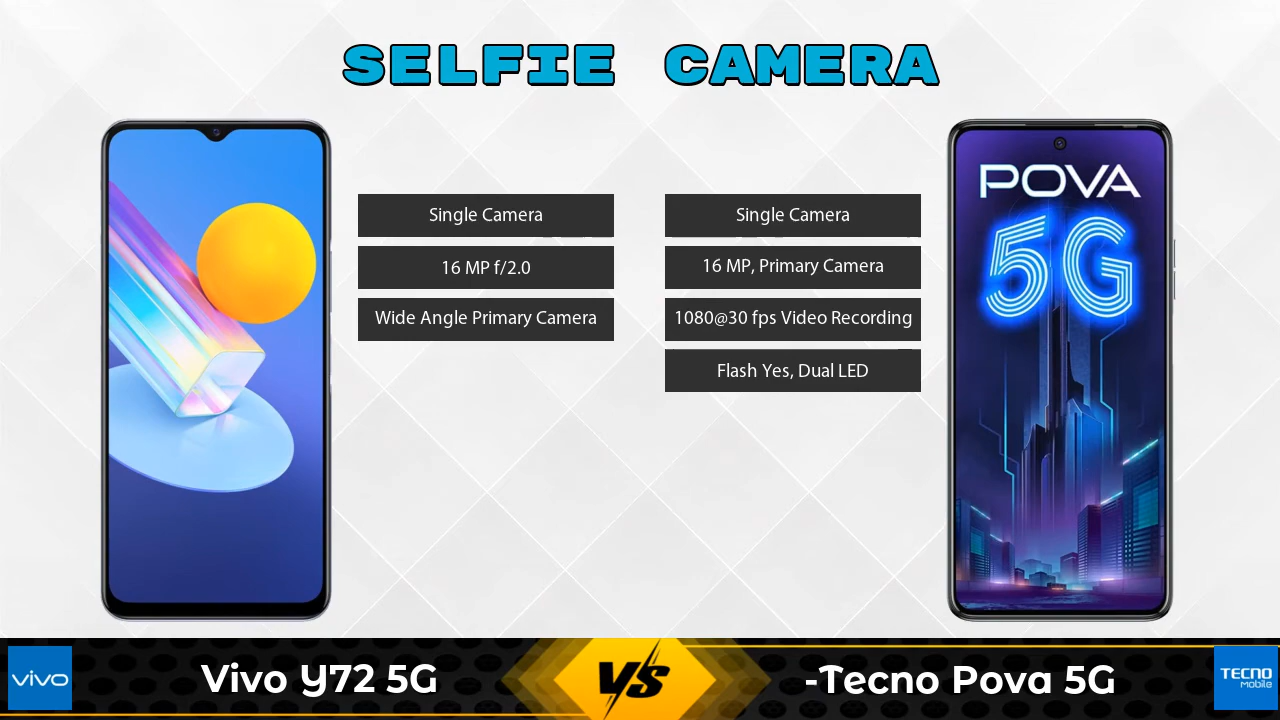 SELFIE CAMERA
Single Camera
16 MP f/2.0
Wide Angle Primary Camera
Single Camera
16 MP, Primary Camera
1080@30 fps Video Recording
Flash Yes, Dual LED
POVA
5G
vivo
Vivo Y72 5G
VS
-Tecno Pova 5G
TECNO
mobile